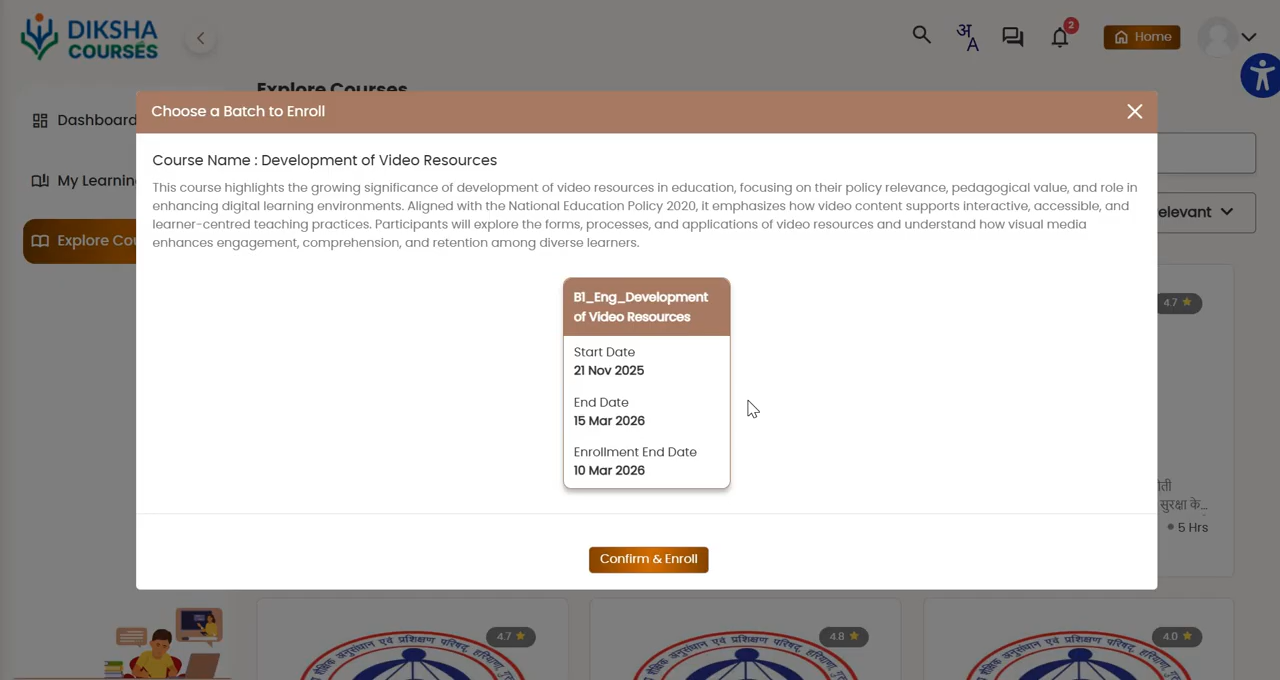 DIKSHA
COURSES
अ
A
2
Home
Explore Courses
Dashboard
My Learnin
Explore Cou
Choose a Batch to Enroll
Course Name : Development of Video Resources
This course highlights the growing significance of development of video resources in education, focusing on their policy relevance, pedagogical value, and role in
enhancing digital learning environments. Aligned with the National Education Policy 2020, it emphasizes how video content supports interactive, accessible, and
learner-centred teaching practices. Participants will explore the forms, processes, and applications of video resources and understand how visual media
enhances engagement, comprehension, and retention among diverse learners.
B1_Eng_Development
of Video Resources
Start Date
21 Nov 2025
End Date
15 Mar 2026
Enrollment End Date
10 Mar 2026
Confirm & Enroll
elevant
4.7
सुरक्षा के...
5 Hrs
4.7
4.8
4.0